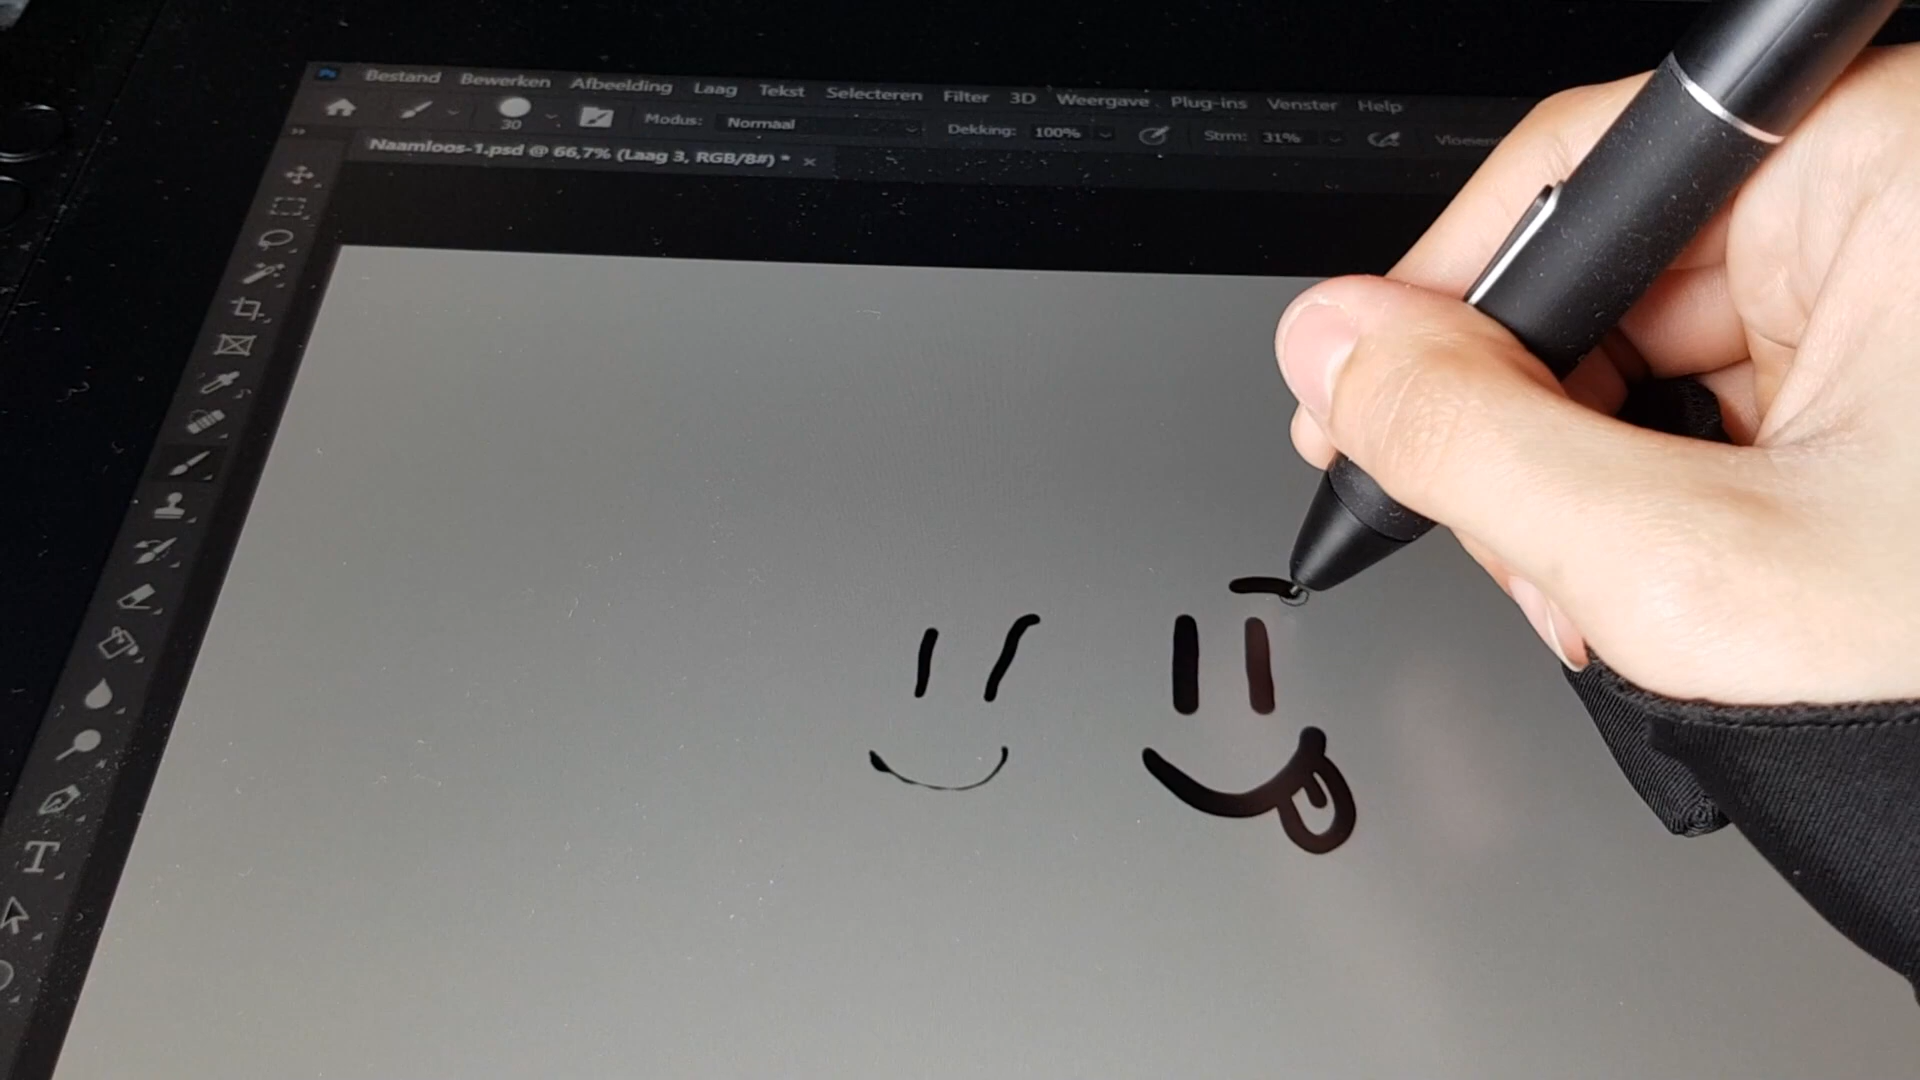 Ps Bestand Bewerken Afbeelding Laag Tekst Selecteren Filter 3D Weergave Plug-ins Venster Help
30 Modus: Normaal Dekking: 100% Strm: 31%
Naamloos-1.psd @ 66,7% (Laag 3, RGB/8#) * ×
T